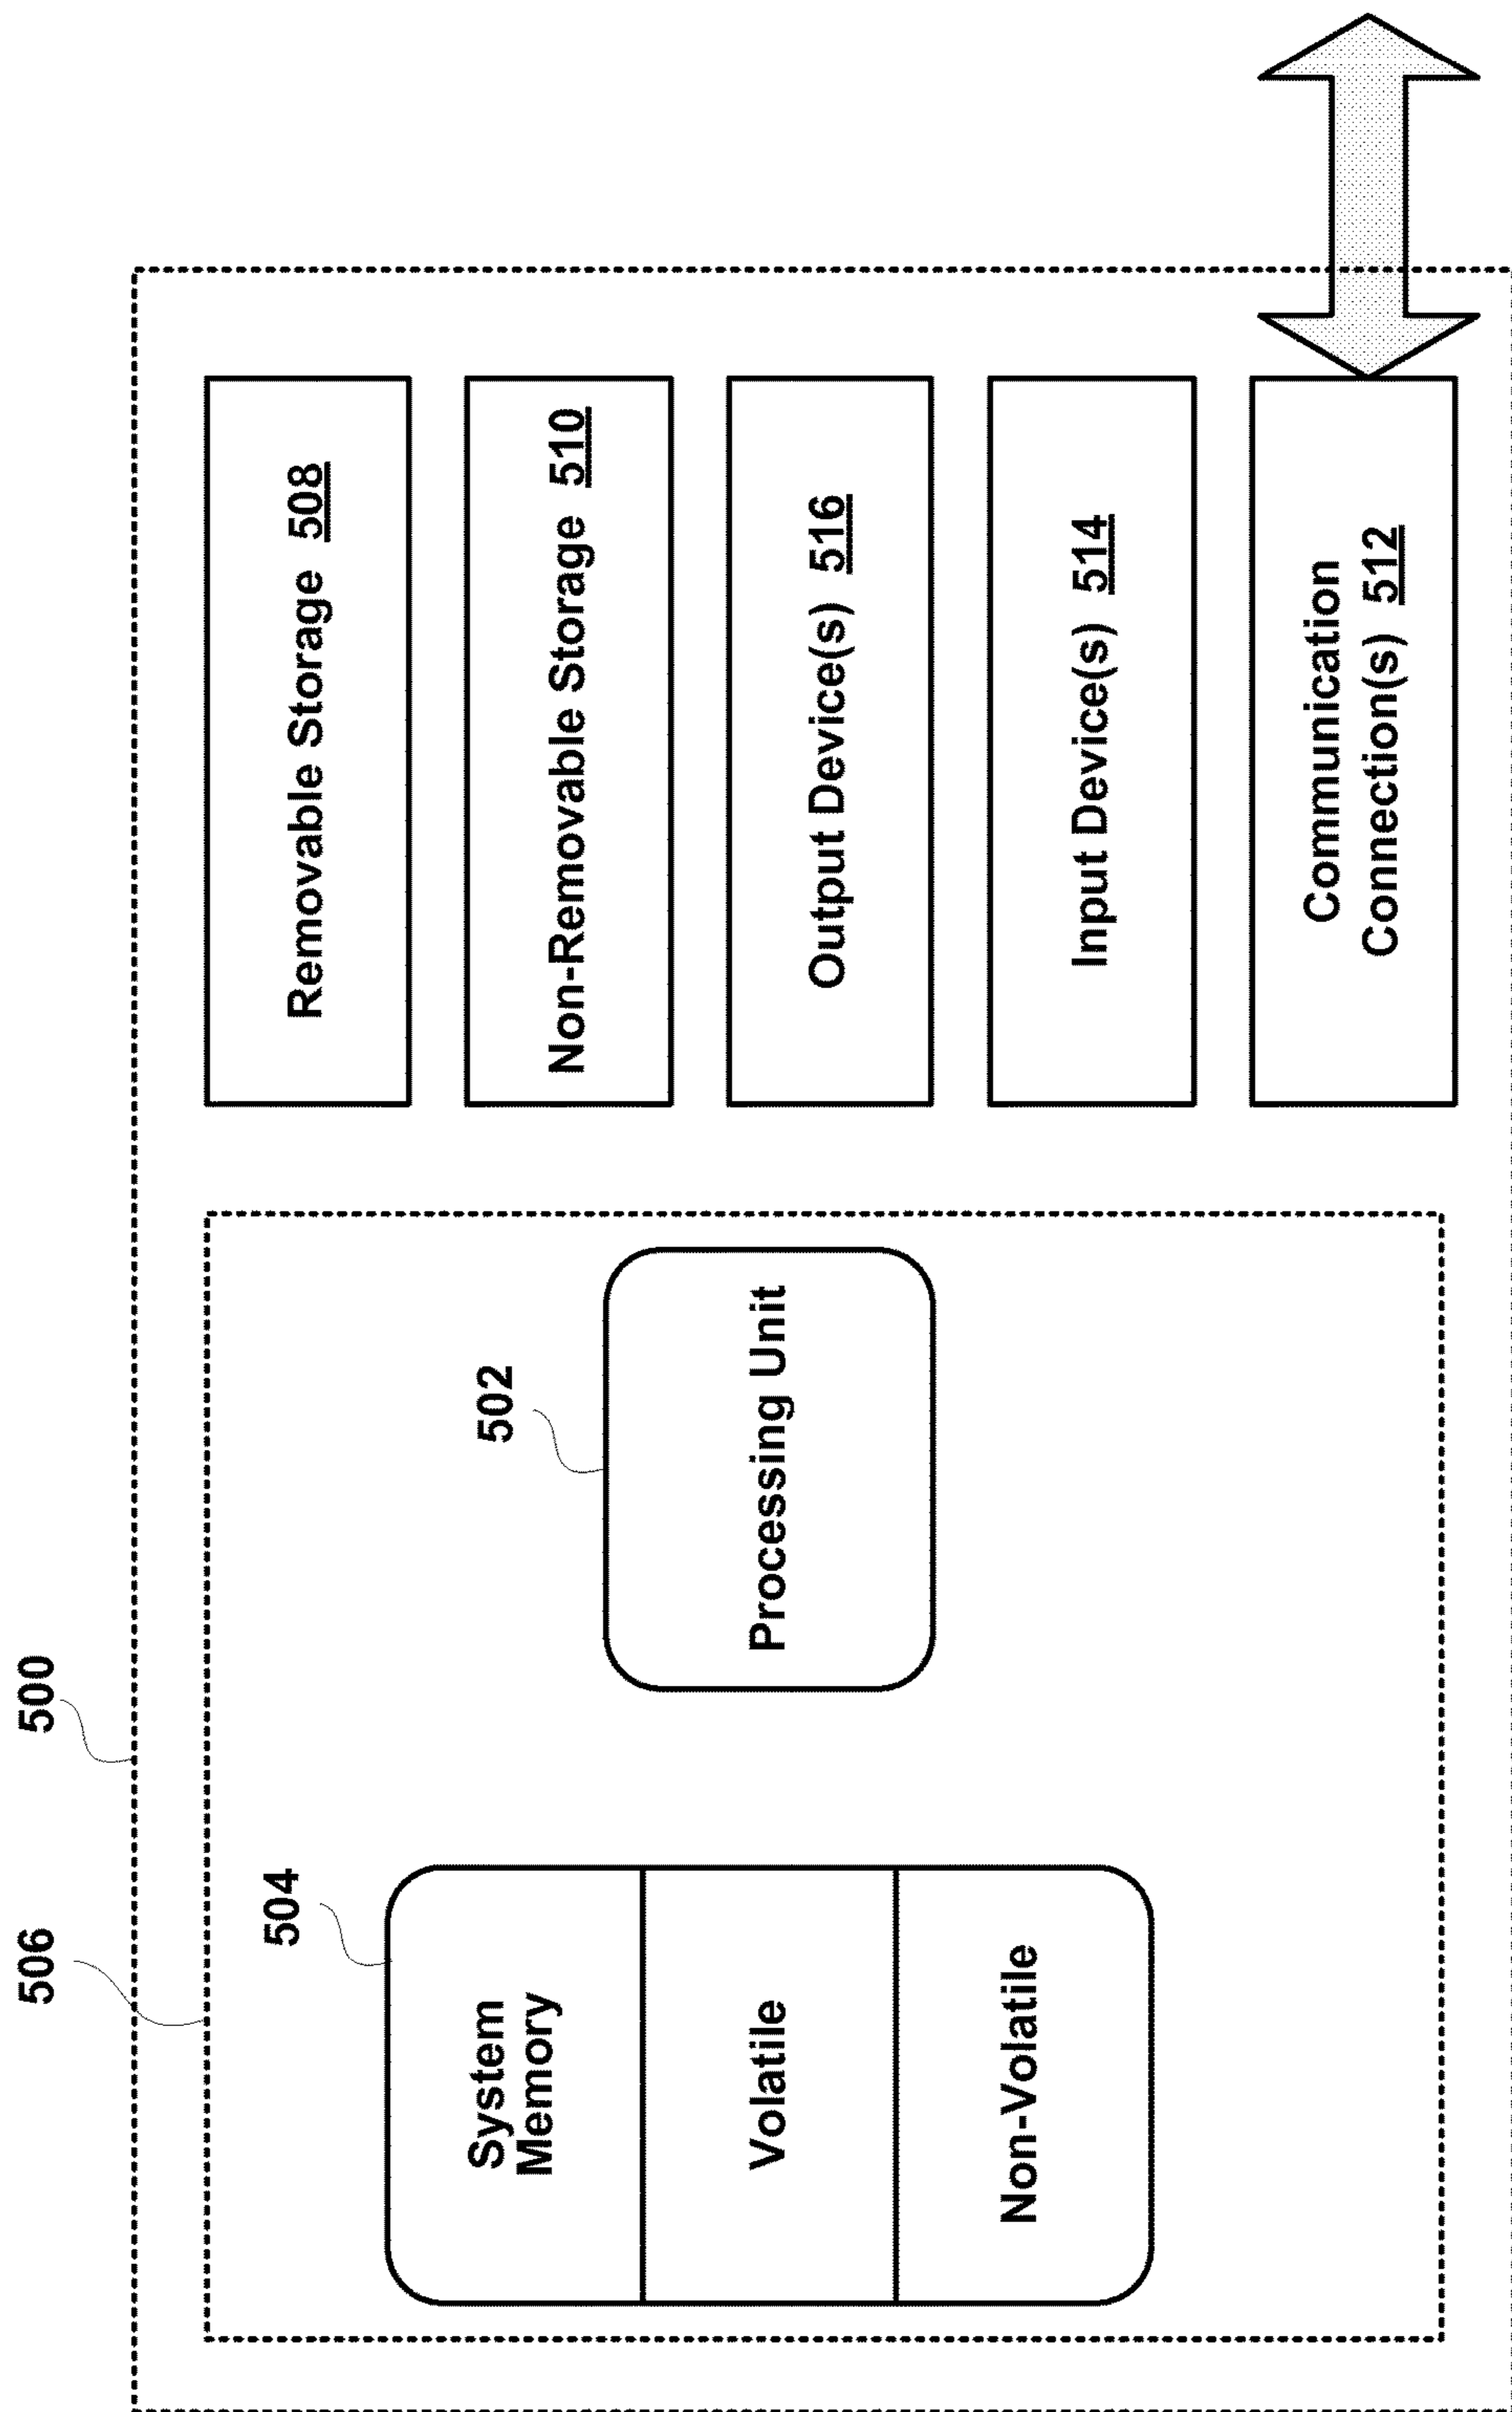 500
506
504
System
Memory
Volatile
Non-Volatile
502
Processing Unit
Removable Storage 508
Non-Removable Storage 510
Output Device(s) 516
Input Device(s) 514
Communication
Connection(s) 512